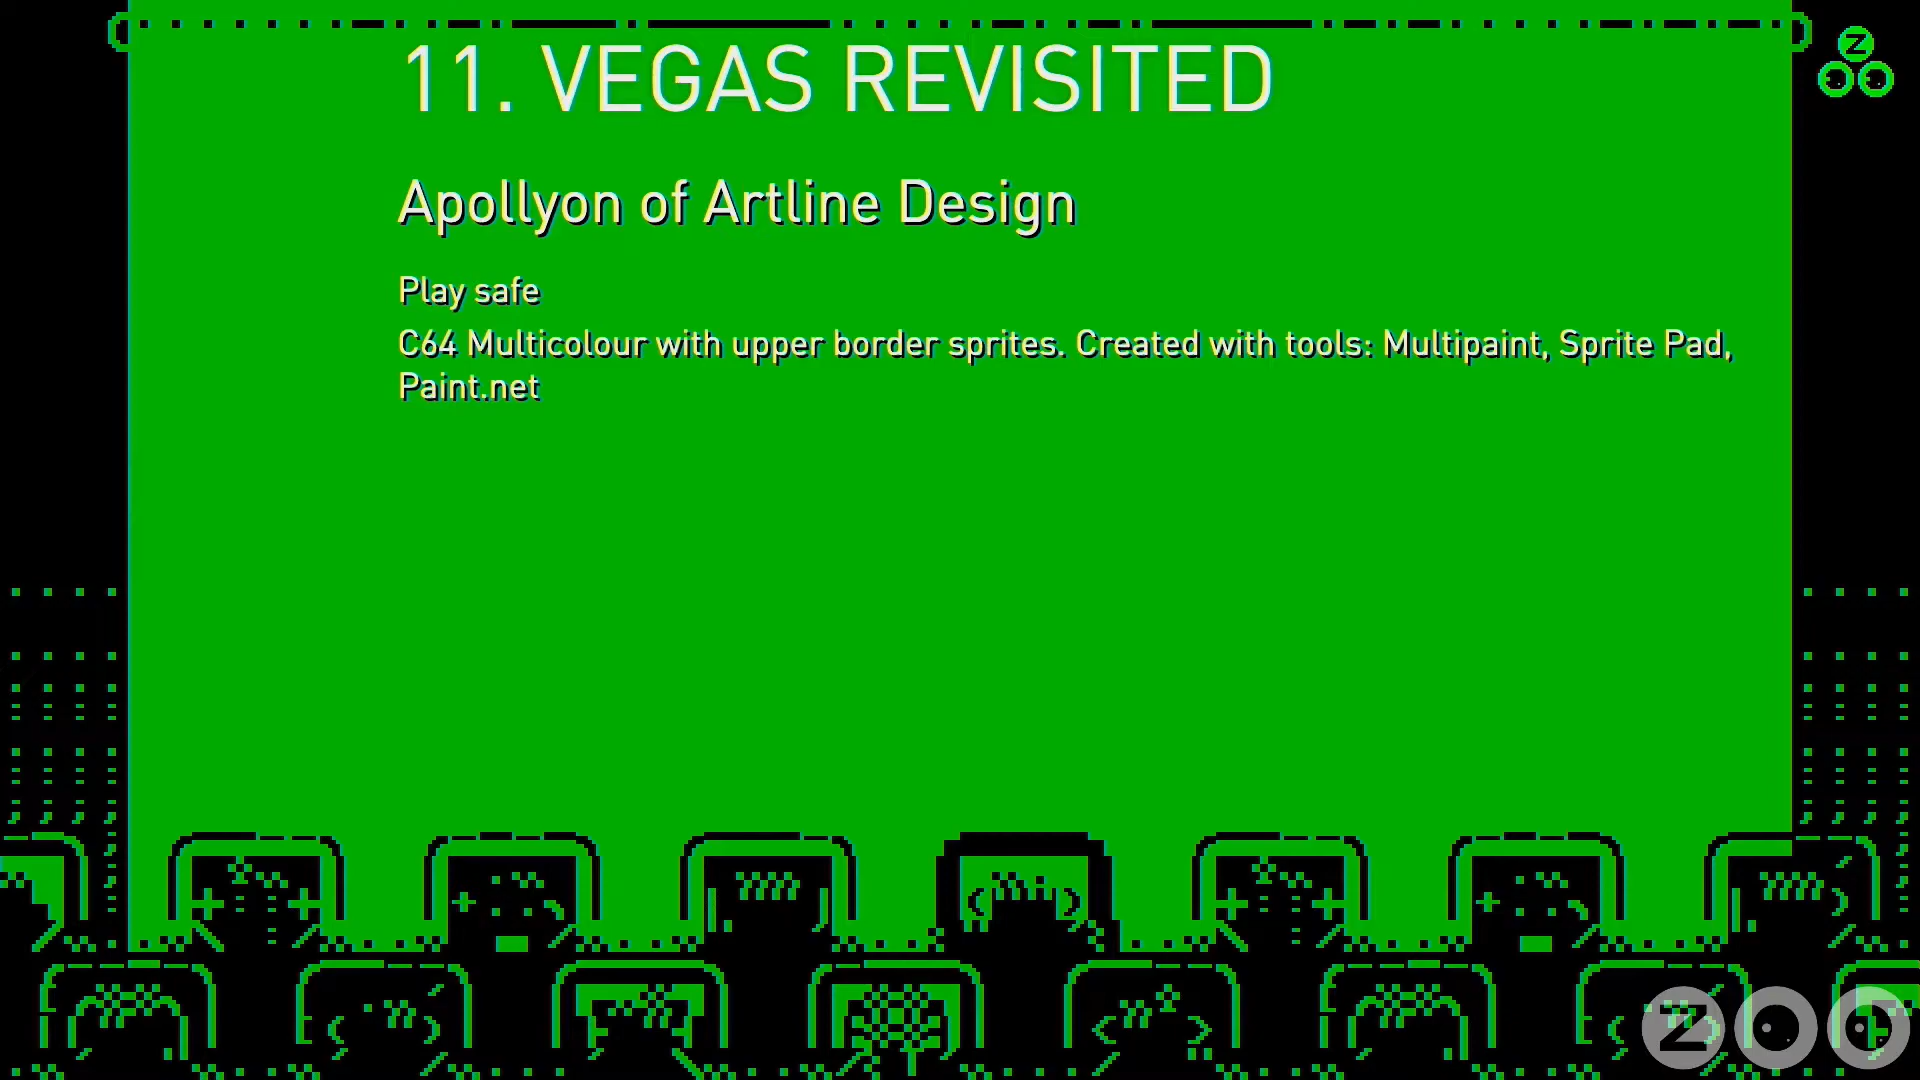 11. VEGAS REVISITED
Apollyon of Artline Design
Play safe
C64 Multicolour with upper border sprites. Created with tools: Multipaint, Sprite Pad,
Paint.net
Z
ZOO